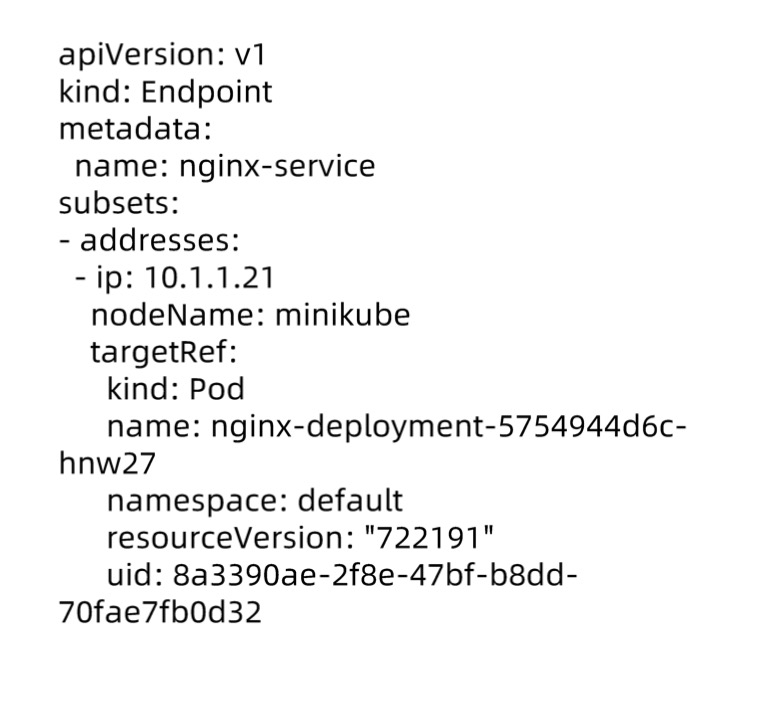 apiVersion: v1
kind: Endpoint
metadata:
  name: nginx-service
subsets:
- addresses:
  - ip: 10.1.1.21
    nodeName: minikube
    targetRef:
      kind: Pod
      name: nginx-deployment-5754944d6c-
hnw27
      namespace: default
      resourceVersion: "722191"
      uid: 8a3390ae-2f8e-47bf-b8dd-
70fae7fb0d32